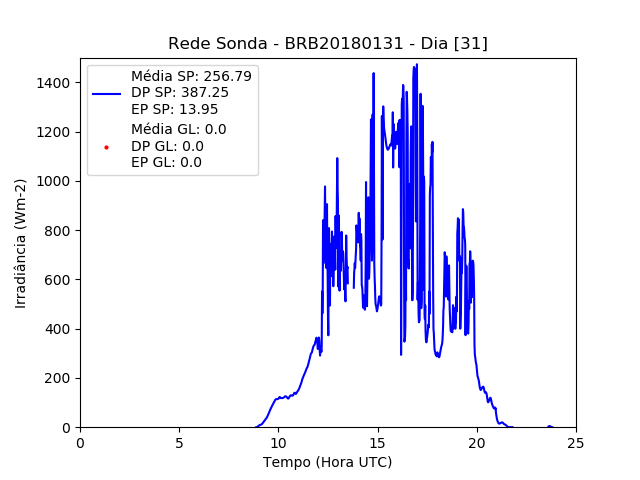 Rede Sonda - BRB20180131 - Dia [31]
Média SP: 256.79
DP SP: 387.25
EP SP: 13.95
Média GL: 0.0
DP GL: 0.0
EP GL: 0.0
Irradiância (Wm-2)
1400
1200
1000
800
600
400
200
0
0 5 10 15 20 25
Tempo (Hora UTC)